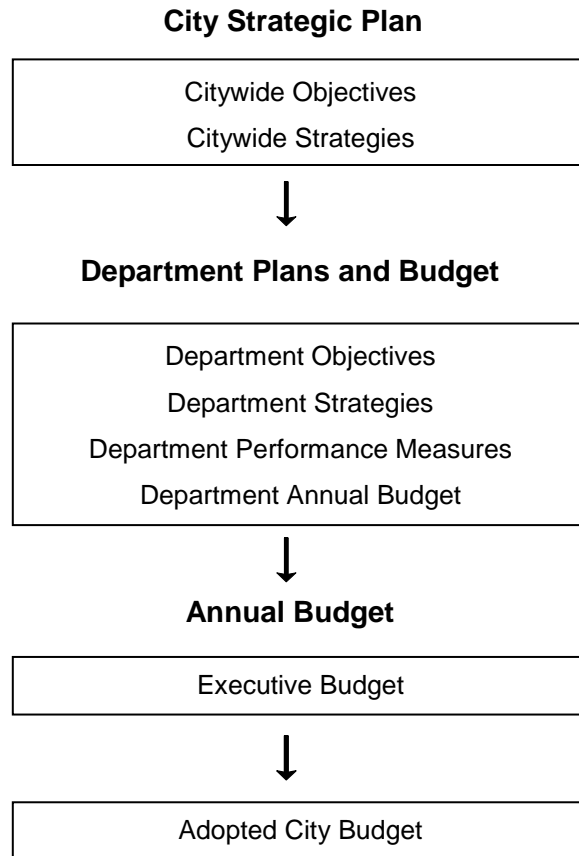 City Strategic Plan
Citywide Objectives
Citywide Strategies
Department Plans and Budget
Department Objectives
Department Strategies
Department Performance Measures
Department Annual Budget
Annual Budget
Executive Budget
Adopted City Budget